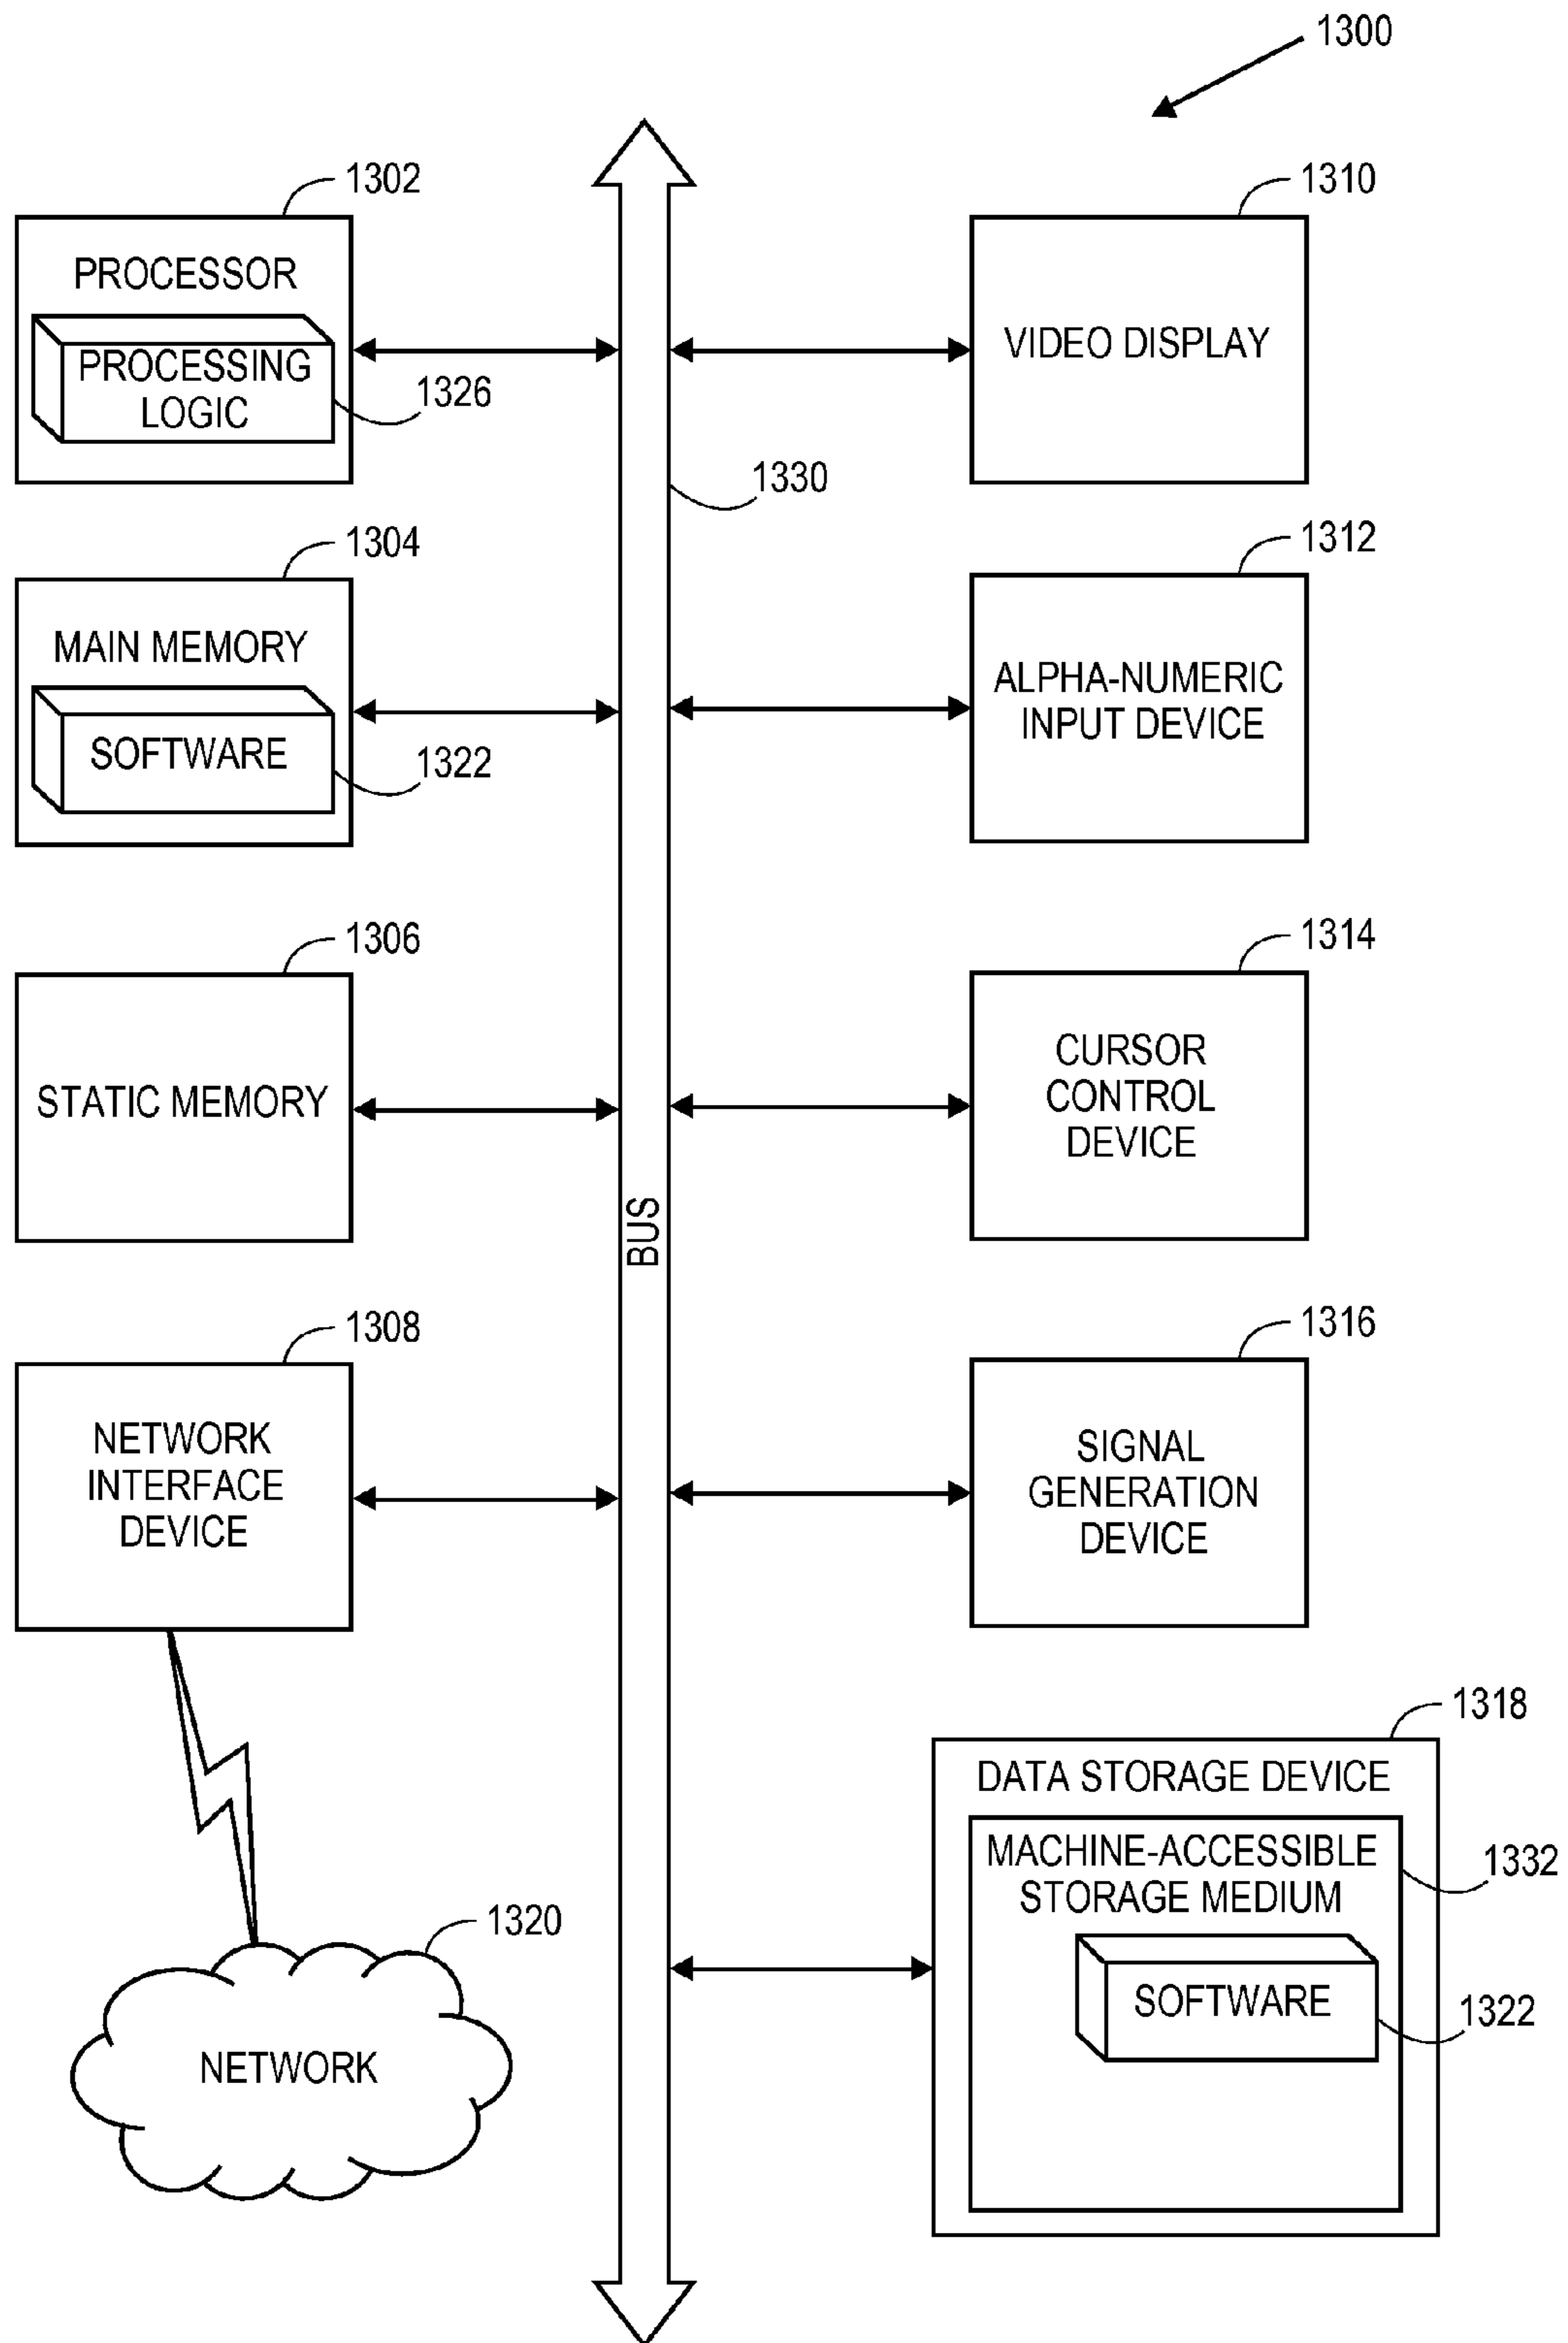 1300
1302
PROCESSOR
PROCESSING
LOGIC
1326
1304
MAIN MEMORY
SOFTWARE
1322
1306
STATIC MEMORY
1308
NETWORK
INTERFACE
DEVICE
1320
NETWORK
1330
BUS
1310
VIDEO DISPLAY
1312
ALPHA-NUMERIC
INPUT DEVICE
1314
CURSOR
CONTROL
DEVICE
1316
SIGNAL
GENERATION
DEVICE
1318
DATA STORAGE DEVICE
MACHINE-ACCESSIBLE
STORAGE MEDIUM
1332
SOFTWARE
1322